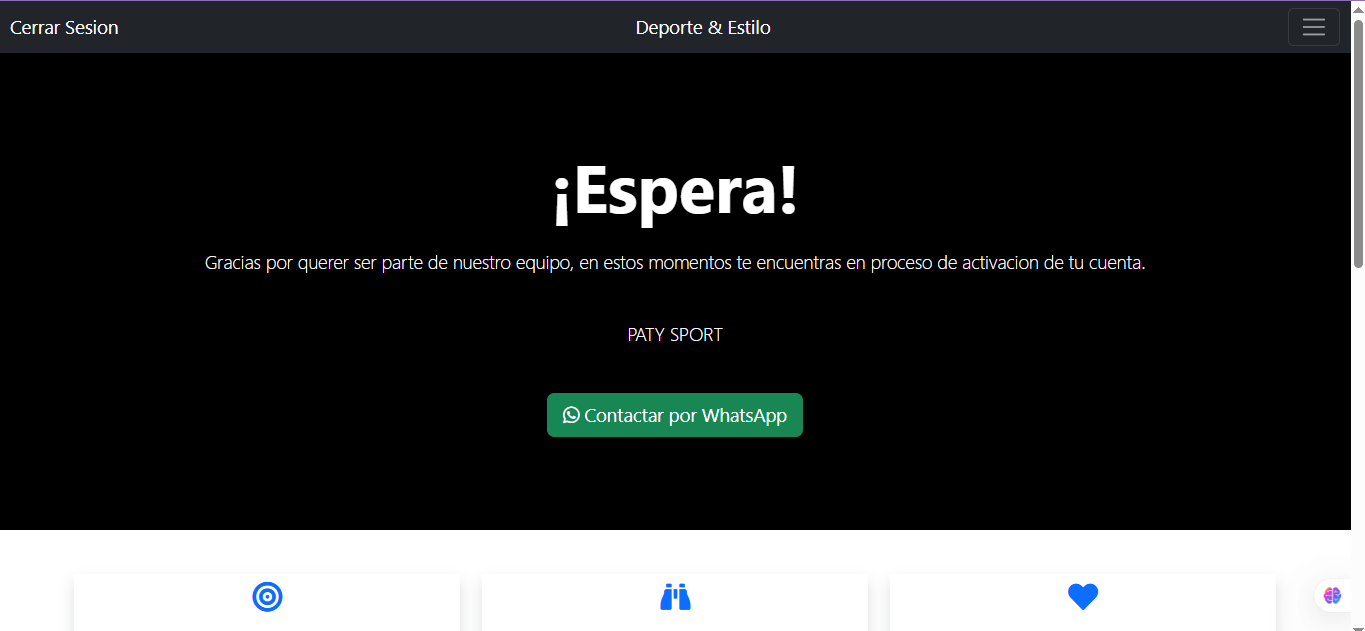 Cerrar Sesion
Deporte & Estilo
¡Espera!
Gracias por querer ser parte de nuestro equipo, en estos momentos te encuentras en proceso de activacion de tu cuenta.
PATY SPORT
Contactar por WhatsApp